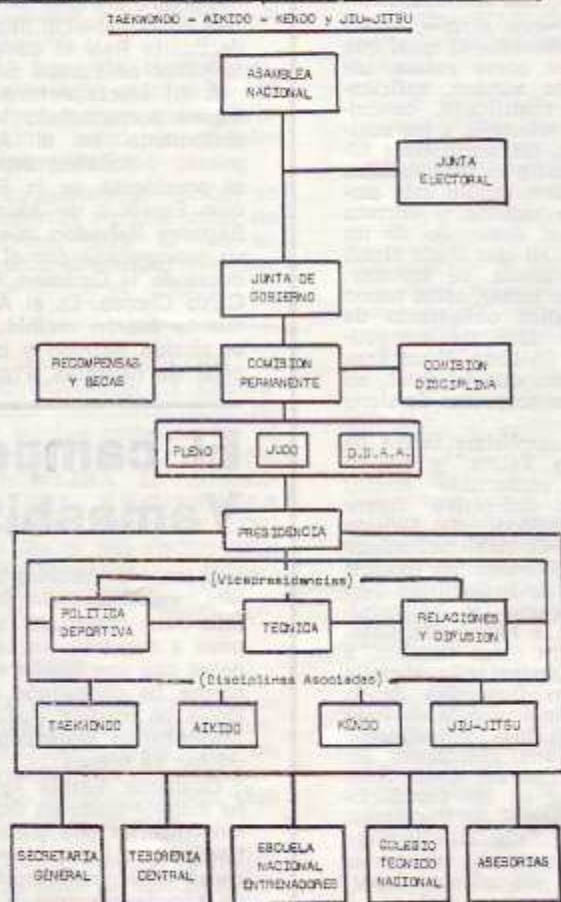 TAEKWONDO - AIKIDO - KENDO y JIU-JITSU
ASAMBLEA
NACIONAL
JUNTA
ELECTORAL
JUNTA DE
GOBIERNO
RECOMPENSAS
Y BECAS
COMISION
PERMANENTE
COMISION
DISCIPLINA
PLENO
JUDO
D.D.A.A.
PRESIDENCIA
(Vicepresidencias)
POLITICA
DEPORTIVA
TECNICA
RELACIONES
Y DIFUSION
(Disciplinas Asociadas)
TAEKWONDO
AIKIDO
KENDO
JIU-JITSU
SECRETARIA
GENERAL
TESORERIA
CENTRAL
ESCUELA
NACIONAL
ENTRENADORES
COLEGIO
TECNICO
NACIONAL
ASESORIAS